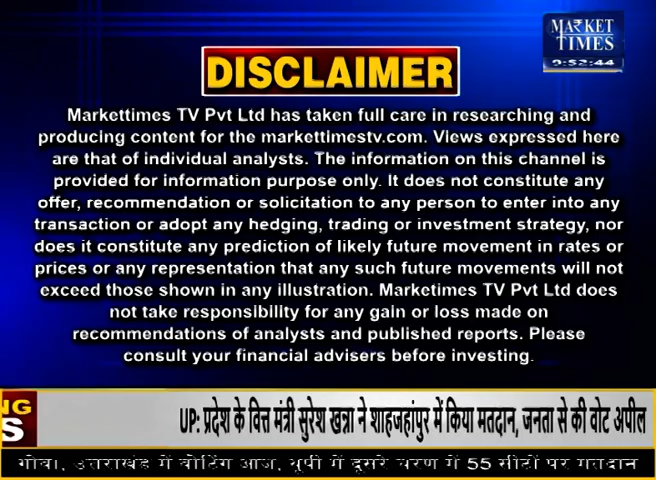 MARKET
TIMES
9:52:44
DISCLAIMER
Markettimes TV Pvt Ltd has taken full care in researching and
producing content for the markettimestv.com. Views expressed here
are that of individual analysts. The information on this channel is
provided for information purpose only. It does not constitute any
offer, recommendation or solicitation to any person to enter into any
transaction or adopt any hedging, trading or investment strategy, nor
does it constitute any prediction of likely future movement in rates or
prices or any representation that any such future movements will not
exceed those shown in any illustration. Marketimes TV Pvt Ltd does
not take responsibility for any gain or loss made on
recommendations of analysts and published reports. Please
consult your financial advisers before investing.
NG
S
UP: प्रदेश के वित्त मंत्री सुरेश खन्ना ने शाहजहांपुर में किया मतदान, जनता से की वोट अपील
गोवा, उत्तराखंड में वोटिंग आज, यूपी में दूसरे चरण में 55 सीटों पर मतदान